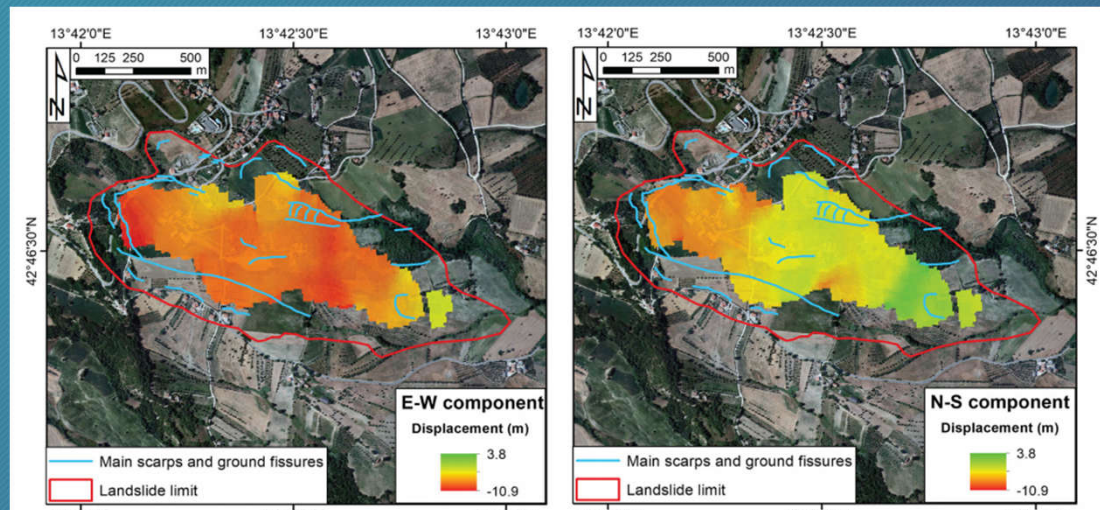 13°42'0"E 13°42'30"E 13°43'0"E
0 125 250 500
m
N
42°46'30"N
E-W component
Displacement (m)
3.8
-10.9
Main scarps and ground fissures
Landslide limit
13°42'0"E 13°42'30"E 13°43'0"E
0 125 250 500
m
N
42°46'30"N
N-S component
Displacement (m)
3.8
-10.9
Main scarps and ground fissures
Landslide limit